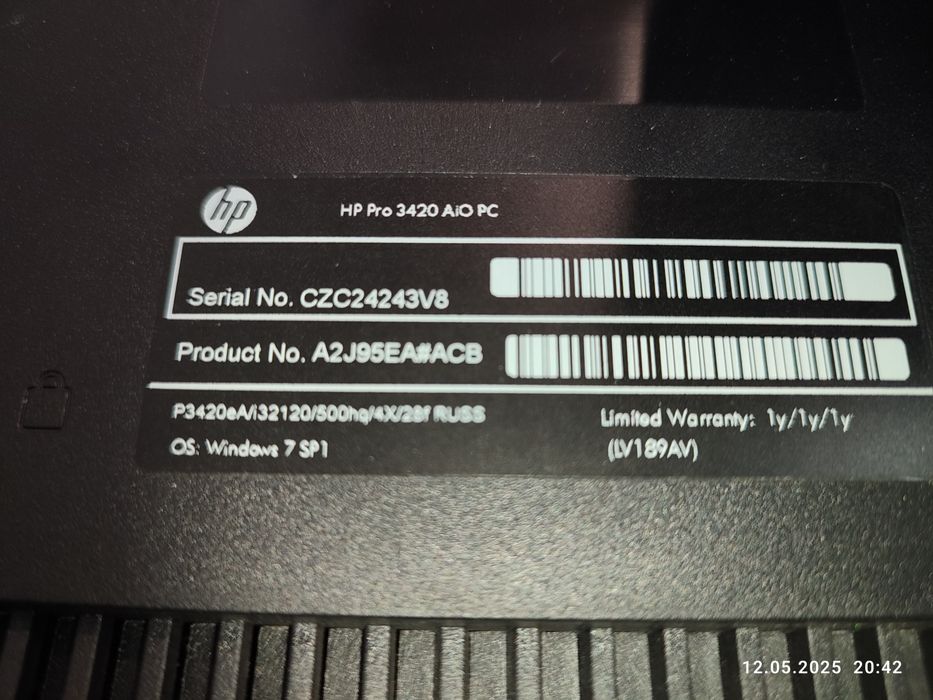 hp
HP Pro 3420 AiO PC
Serial No. CZC24243V8
Product No. A2J95EA#ACB
P3420eA/i32120/500hq/4X/28f RUSS
Limited Warranty: 1y/1y/1y
OS: Windows 7 SP1
(LV189AV)
12.05.2025 20:42